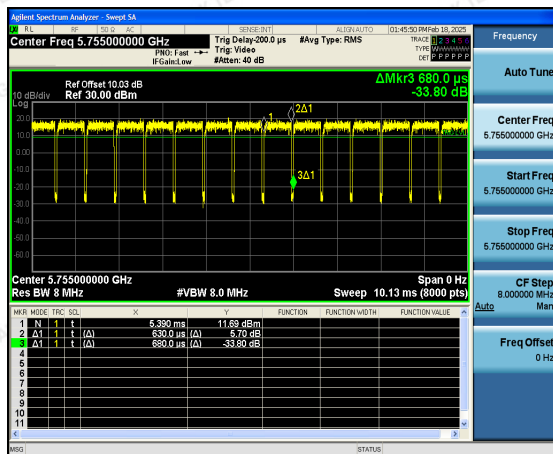 Agilent Spectrum Analyzer - Swept SA
RL RF 50 Ω AC SENSE:INT ALIGN AUTO 01:45:50 PM Feb 18, 2025
Center Freq 5.755000000 GHz
Trig Delay-200.0 µs #Avg Type: RMS
TRACE 1 2 3 4 5 6
PNO: Fast Trig: Video
TYPE
IFGain:Low #Atten: 40 dB
DET P P P P P P
ΔMkr3 680.0 µs
-33.80 dB
Ref Offset 10.03 dB
10 dB/div Ref 30.00 dBm
Log
20.0
10.0
0.00
-10.0
-20.0
-30.0
-40.0
-50.0
-60.0
1
2Δ1
3Δ1
Center 5.755000000 GHz Span 0 Hz
Res BW 8 MHz #VBW 8.0 MHz Sweep 10.13 ms (8000 pts)
MKR MODE TRC SCL X Y FUNCTION FUNCTION WIDTH FUNCTION VALUE
1 N 1 t 5.390 ms 11.69 dBm
2 Δ1 1 t (Δ) 630.0 µs (Δ) 5.70 dB
3 Δ1 1 t (Δ) 680.0 µs (Δ) -33.80 dB
4
5
6
7
8
9
10
11
MSG STATUS
Frequency
Auto Tune
Center Freq
5.755000000 GHz
Start Freq
5.755000000 GHz
Stop Freq
5.755000000 GHz
CF Step
8.000000 MHz
Auto Man
Freq Offset
0 Hz